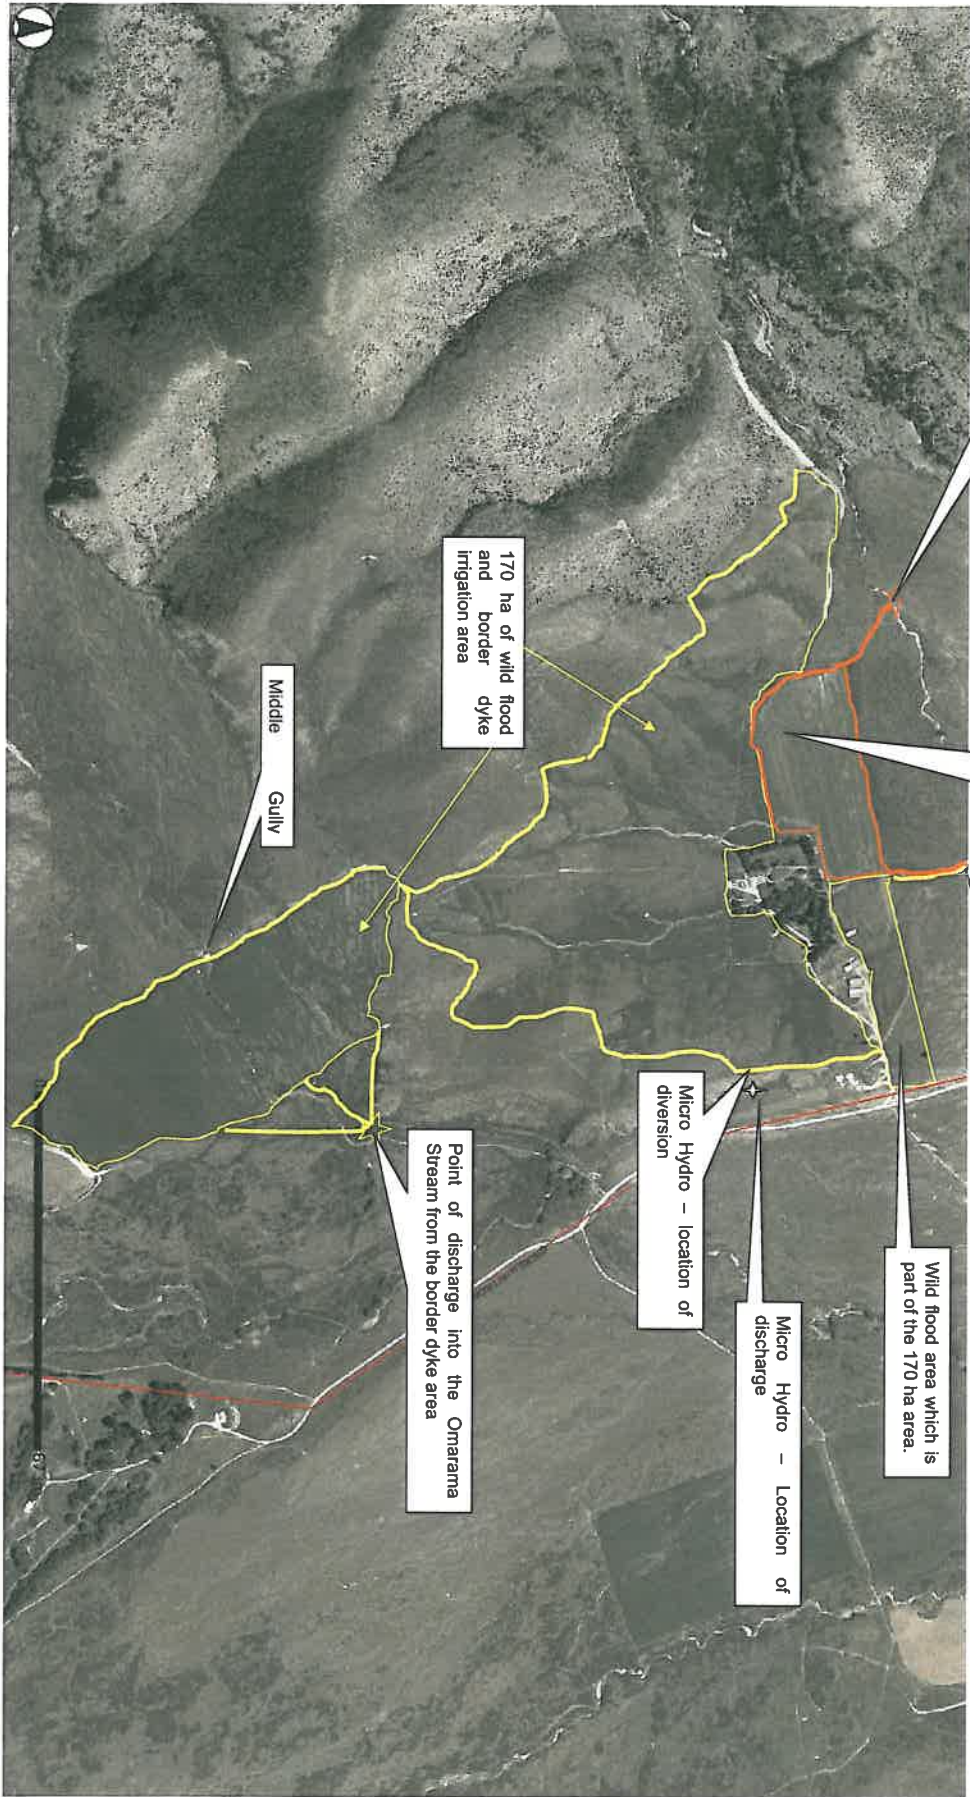 Wild flood area which is
part of the 170 ha area.
Micro Hydro – Location of
discharge
Micro Hydro – location of
diversion
Point of discharge into the Omarama
Stream from the border dyke area
170 ha of wild flood
and border dyke
irrigation area
Middle Gully